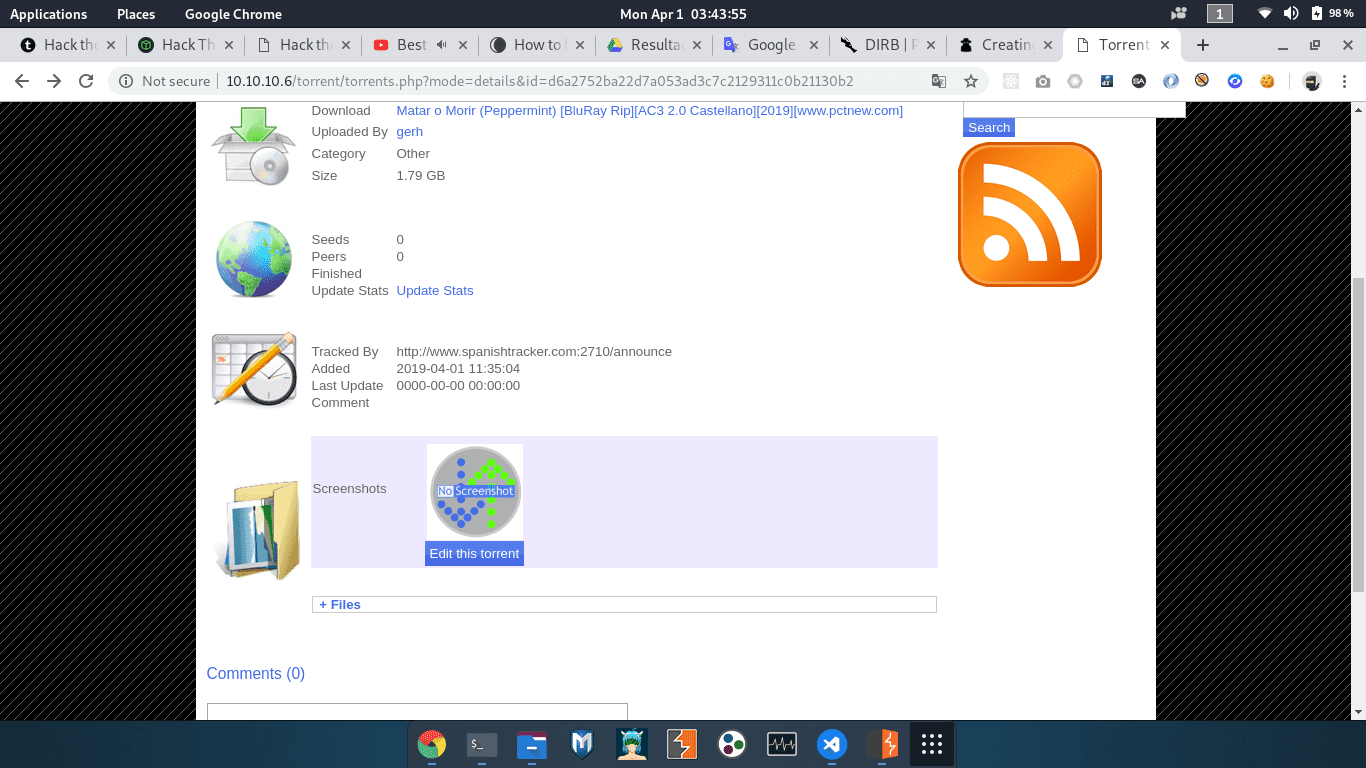 Applications Places Google Chrome Mon Apr 1 03:43:55 1 98 %
Hack the Hack Th Hack the Best How to Resultac Google DIRB | Creatin Torrent
Not secure 10.10.10.6/torrent/torrents.php?mode=details&id=d6a2752ba22d7a053ad3c7c2129311c0b21130b2
Download Matar o Morir (Peppermint) [BluRay Rip][AC3 2.0 Castellano][2019][www.pctnew.com]
Search
Uploaded By gerh
Category Other
Size 1.79 GB
Seeds 0
Peers 0
Finished
Update Stats Update Stats
Tracked By http://www.spanishtracker.com:2710/announce
Added 2019-04-01 11:35:04
Last Update 0000-00-00 00:00:00
Comment
Screenshots No Screenshot
Edit this torrent
+ Files
Comments (0)